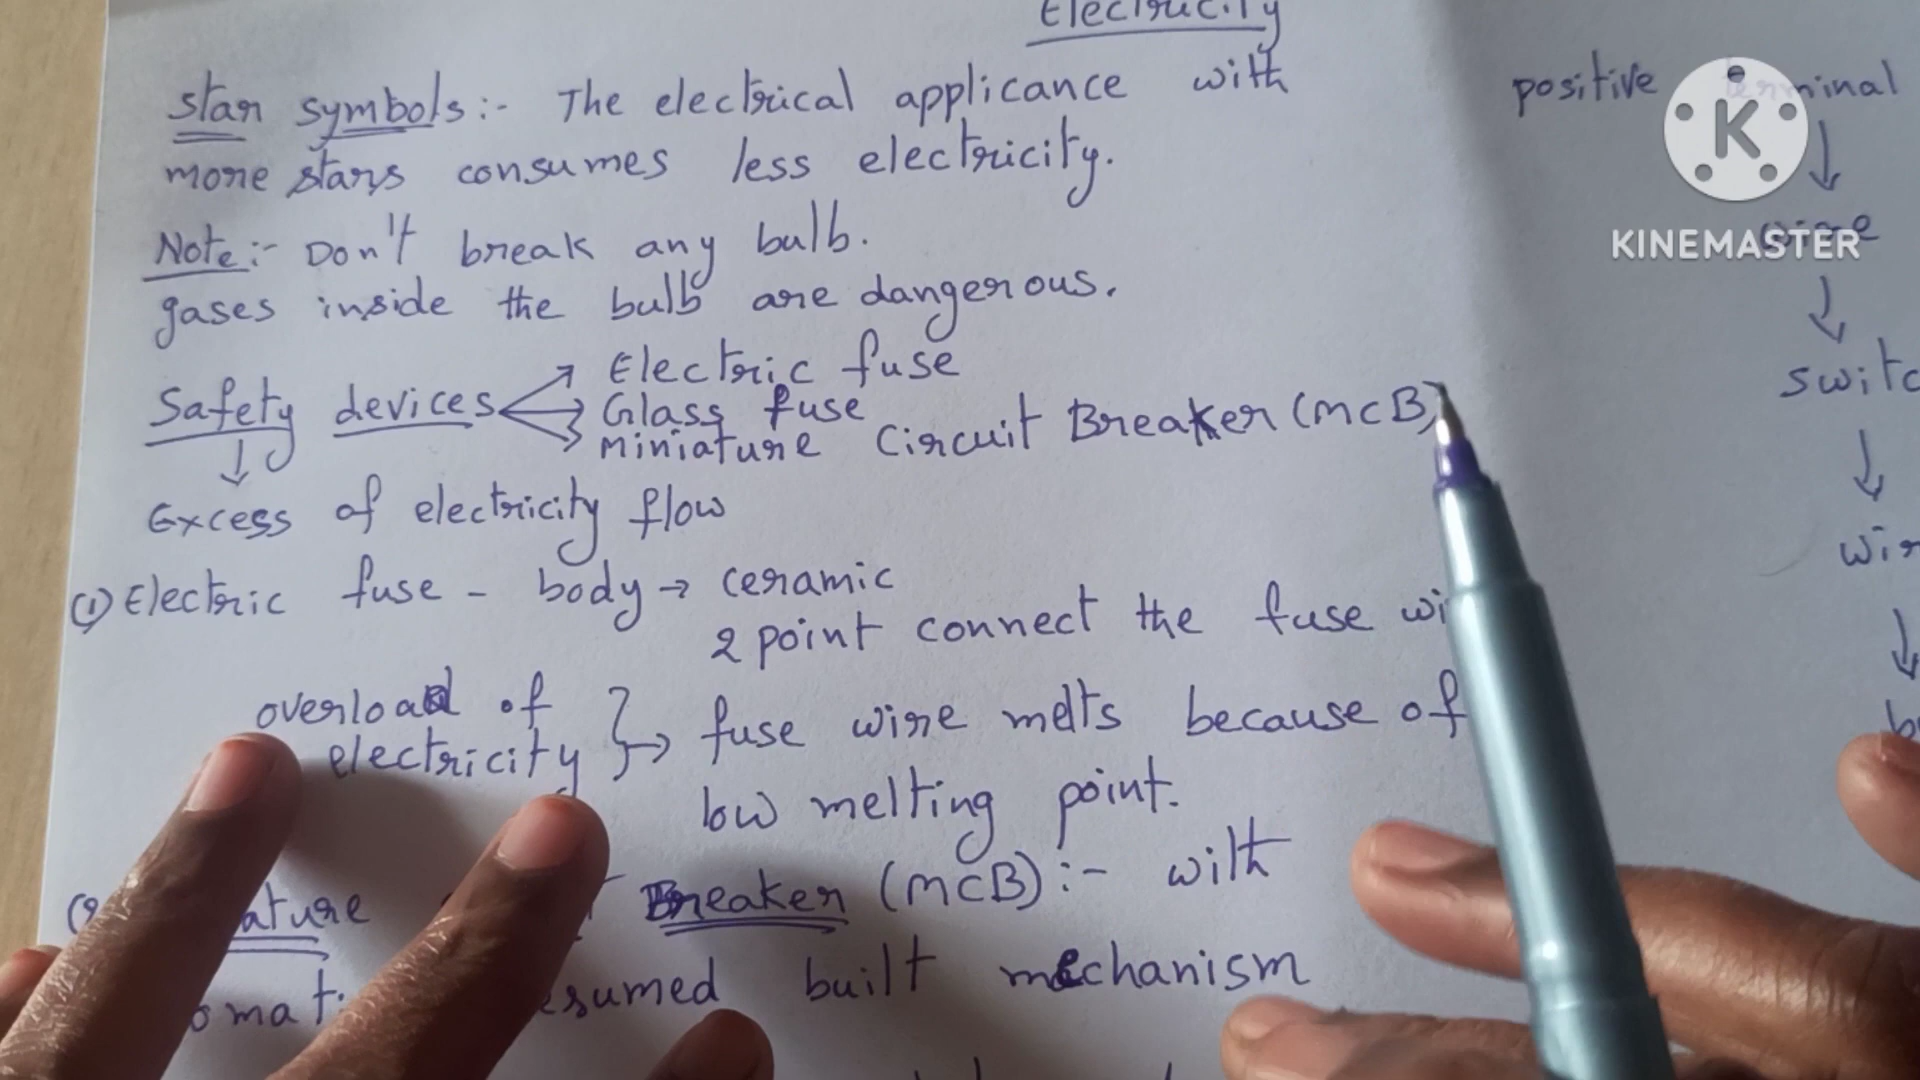 Electricity
star symbols:- The electrical applicance with
more stars consumes less electricity.
Note:- Don't break any bulb.
gases inside the bulb are dangerous.
Safety devices → Electric fuse
Glass fuse
Miniature Circuit Breaker (MCB)
↓
Excess of electricity flow
(1) Electric fuse - body → ceramic
2 point connect the fuse
overload of
electricity } → fuse wire melts because of
low melting point.
Breaker (MCB):- with
built mechanism
positive terminal
↓
wire
↓
↓
↓
K
KINEMASTER